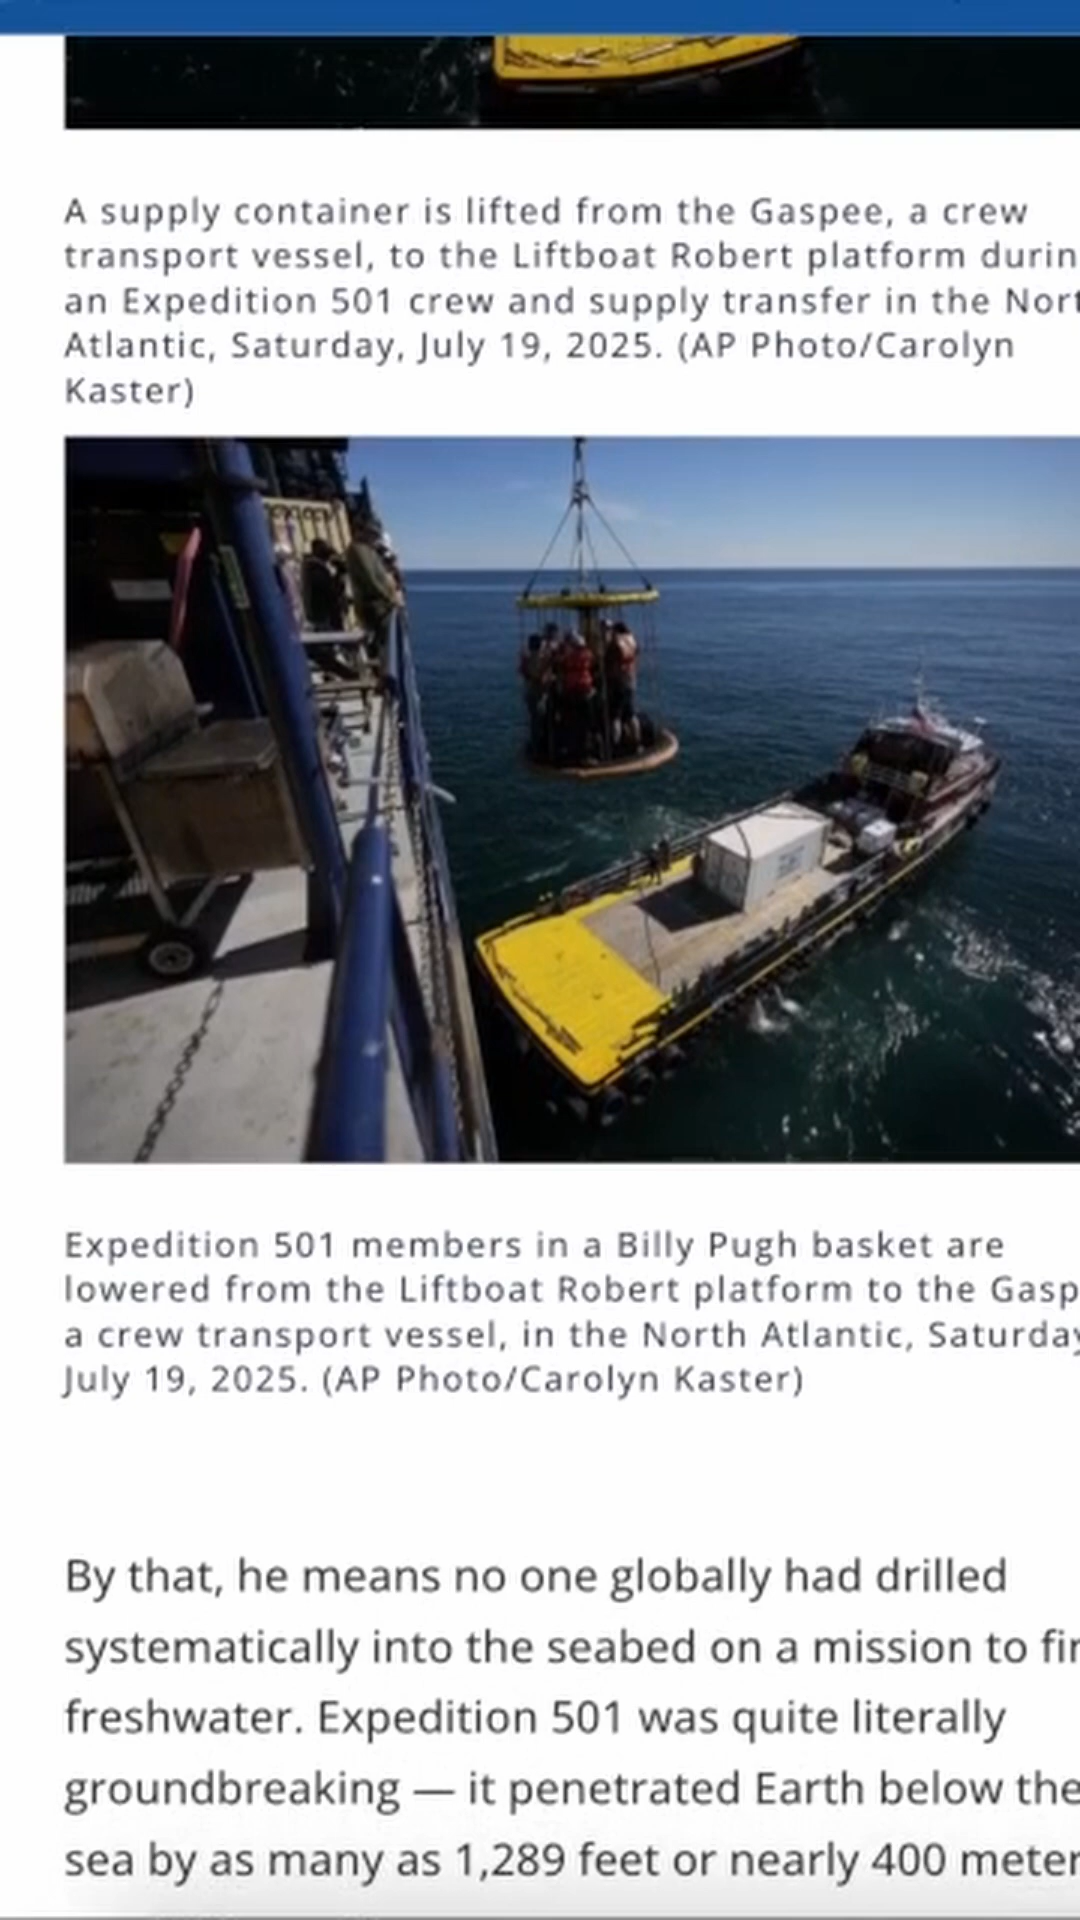 A supply container is lifted from the Gaspee, a crew
transport vessel, to the Liftboat Robert platform durin
an Expedition 501 crew and supply transfer in the Nort
Atlantic, Saturday, July 19, 2025. (AP Photo/Carolyn
Kaster)
Expedition 501 members in a Billy Pugh basket are
lowered from the Liftboat Robert platform to the Gasp
a crew transport vessel, in the North Atlantic, Saturday
July 19, 2025. (AP Photo/Carolyn Kaster)
By that, he means no one globally had drilled
systematically into the seabed on a mission to fin
freshwater. Expedition 501 was quite literally
groundbreaking — it penetrated Earth below the
sea by as many as 1,289 feet or nearly 400 meter